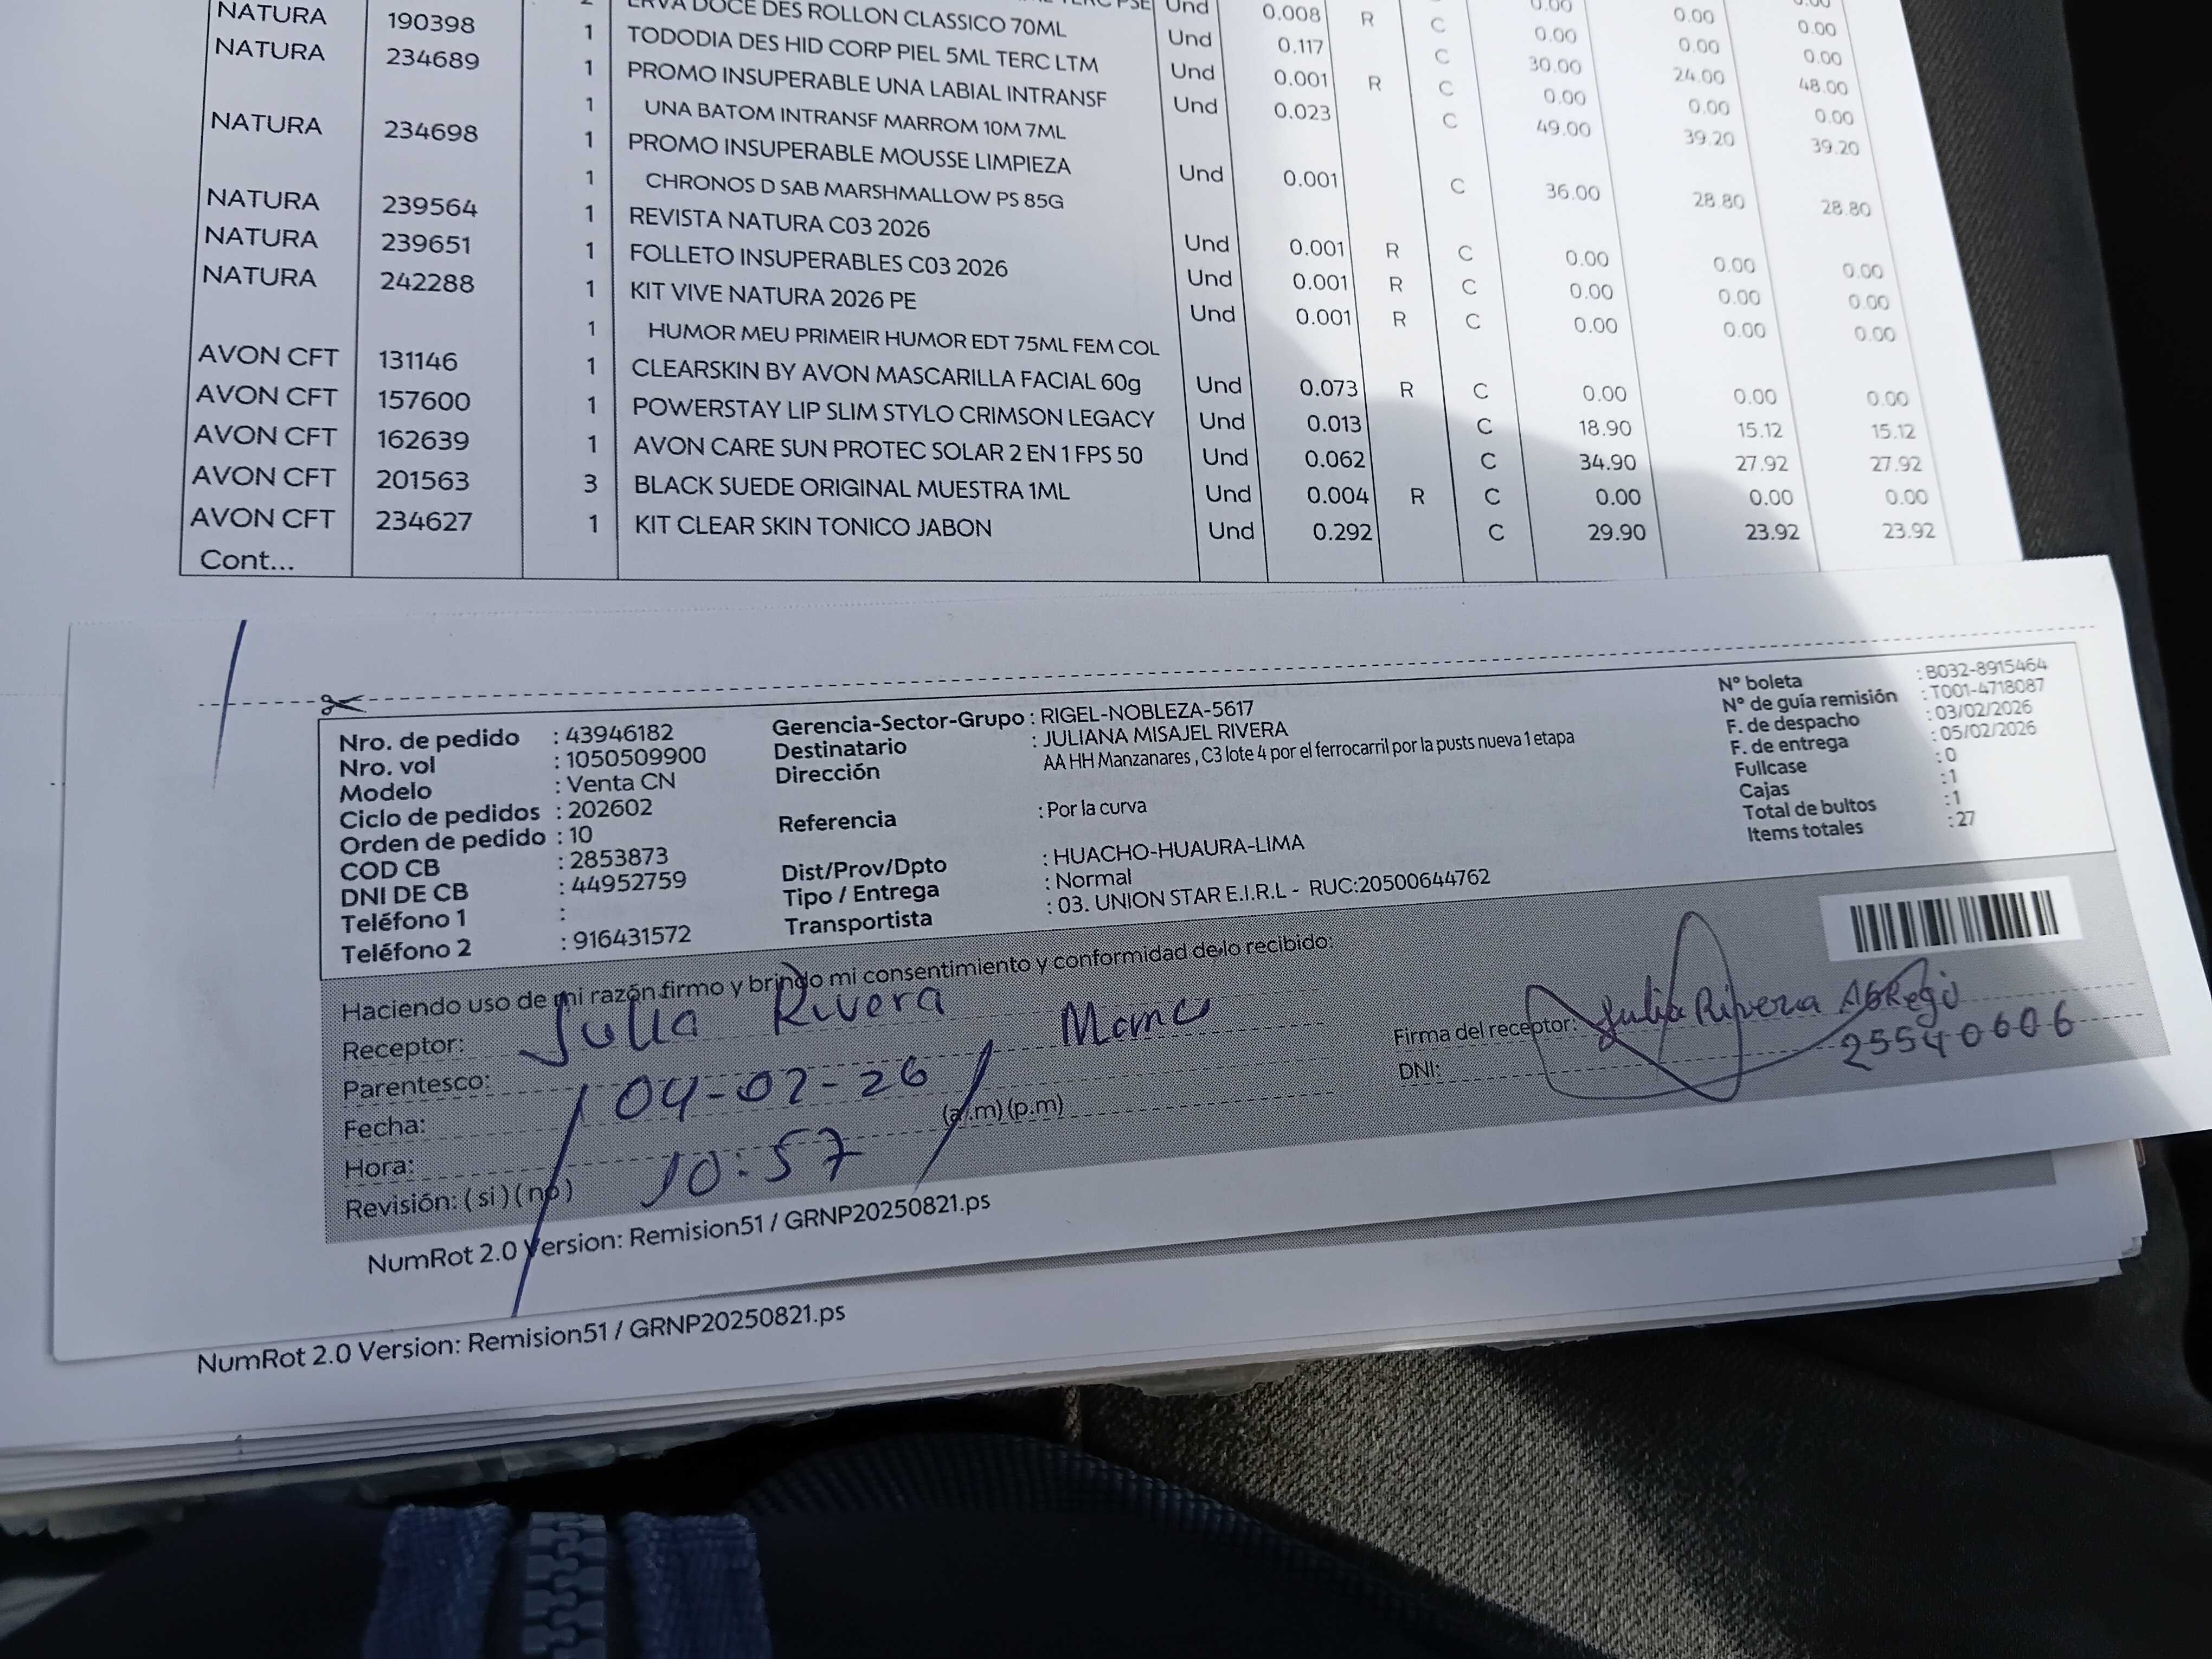 NATURA 190398 2 ERVA DOCE DES ROLLON CLASSICO 70ML Und 0.117 C 30.00 24.00 48.00
NATURA 234689 1 TODODIA DES HID CORP PIEL 5ML TERC LTM Und 0.001 R C 0.00 0.00 0.00
1 PROMO INSUPERABLE UNA LABIAL INTRANSF Und 0.023 C 49.00 39.20 39.20
1 UNA BATOM INTRANSF MARROM 10M 7ML
NATURA 234698 1 PROMO INSUPERABLE MOUSSE LIMPIEZA Und 0.001 C 36.00 28.80 28.80
1 CHRONOS D SAB MARSHMALLOW PS 85G
NATURA 239564 1 REVISTA NATURA C03 2026 Und 0.001 R C 0.00 0.00 0.00
NATURA 239651 1 FOLLETO INSUPERABLES C03 2026 Und 0.001 R C 0.00 0.00 0.00
NATURA 242288 1 KIT VIVE NATURA 2026 PE Und 0.001 R C 0.00 0.00 0.00
1 HUMOR MEU PRIMEIR HUMOR EDT 75ML FEM COL
AVON CFT 131146 1 CLEARSKIN BY AVON MASCARILLA FACIAL 60g Und 0.073 R C 0.00 0.00 0.00
AVON CFT 157600 1 POWERSTAY LIP SLIM STYLO CRIMSON LEGACY Und 0.013 C 18.90 15.12 15.12
AVON CFT 162639 1 AVON CARE SUN PROTEC SOLAR 2 EN 1 FPS 50 Und 0.062 C 34.90 27.92 27.92
AVON CFT 201563 3 BLACK SUEDE ORIGINAL MUESTRA 1ML Und 0.004 R C 0.00 0.00 0.00
AVON CFT 234627 1 KIT CLEAR SKIN TONICO JABON Und 0.292 C 29.90 23.92 23.92
Cont...
Nro. de pedido : 43946182
Nro. vol : 1050509900
Modelo : Venta CN
Ciclo de pedidos : 202602
Orden de pedido : 10
COD CB : 2853873
DNI DE CB : 44952759
Teléfono 1 :
Teléfono 2 : 916431572
Gerencia-Sector-Grupo : RIGEL-NOBLEZA-5617
Destinatario : JULIANA MISAJEL RIVERA
Dirección AA HH Manzanares , C3 lote 4 por el ferrocarril por la pusts nueva 1 etapa
Referencia : Por la curva
Dist/Prov/Dpto : HUACHO-HUAURA-LIMA
Tipo / Entrega : Normal
Transportista : 03. UNION STAR E.I.R.L - RUC:20500644762
N° boleta : B032-8915464
N° de guía remisión : T001-4718087
F. de despacho : 03/02/2026
F. de entrega : 05/02/2026
Fullcase : 0
Cajas : 1
Total de bultos : 1
Items totales : 27
Haciendo uso de mi razón firmo y brindo mi consentimiento y conformidad de lo recibido:
Receptor: Julia Rivera
Parentesco: Mama
Fecha: 04-02-26
Hora: 10:57 (a.m) (p.m)
Revisión: (si) (no)
Firma del receptor: Julia Rivera Abregó
DNI: 25540606
NumRot 2.0 Version: Remision51 / GRNP20250821.ps
NumRot 2.0 Version: Remision51 / GRNP20250821.ps